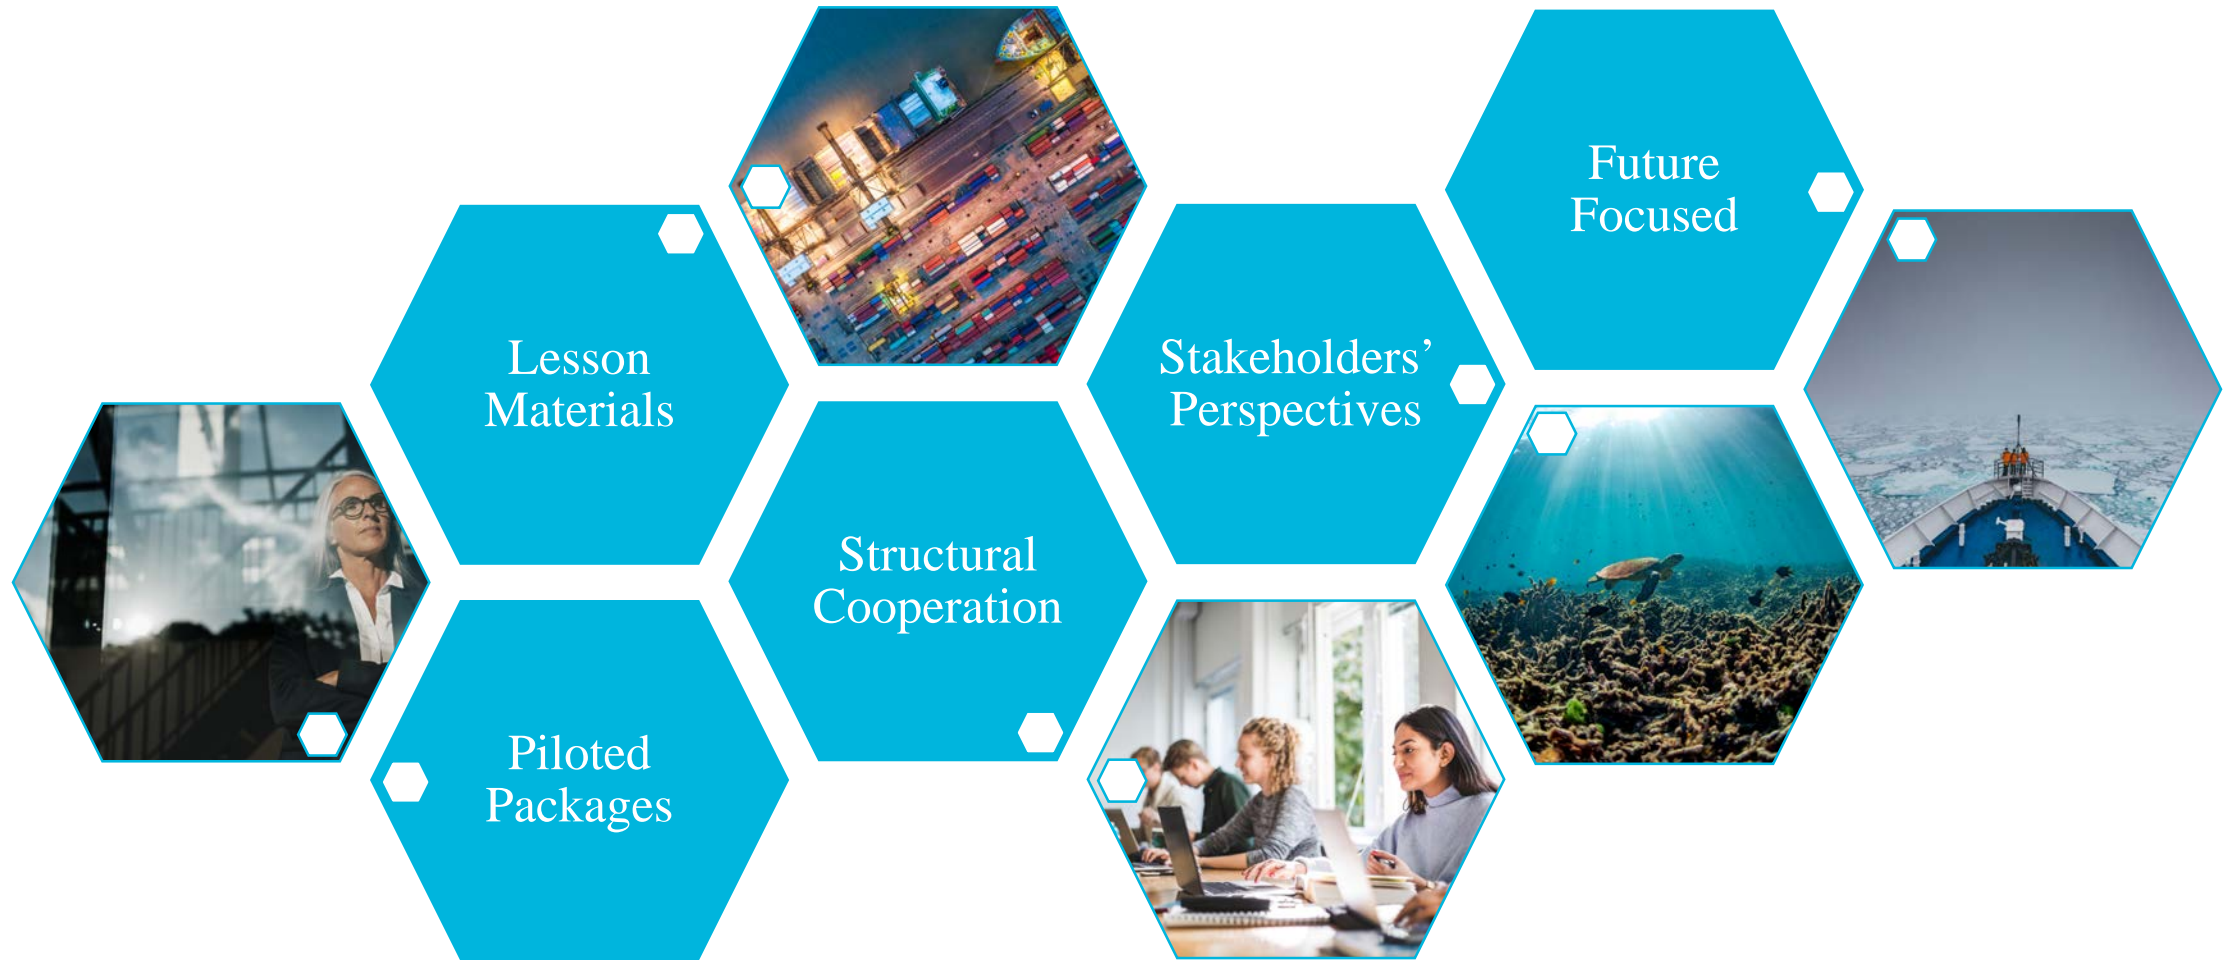 Lesson
Materials
Piloted
Packages
Structural
Cooperation
Stakeholders’
Perspectives
Future
Focused